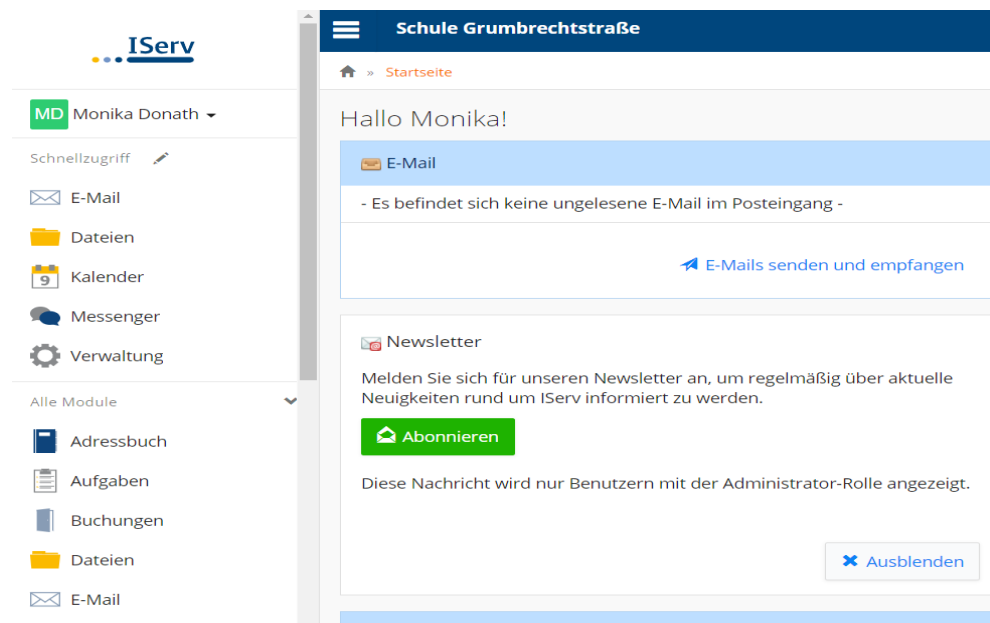 IServ
MD Monika Donath
Schnellzugriff
E-Mail
Dateien
9 Kalender
Messenger
Verwaltung
Alle Module
Adressbuch
Aufgaben
Buchungen
Dateien
E-Mail
Schule Grumbrechtstraße
» Startseite
Hallo Monika!
E-Mail
- Es befindet sich keine ungelesene E-Mail im Posteingang -
E-Mails senden und empfangen
Newsletter
Melden Sie sich für unseren Newsletter an, um regelmäßig über aktuelle
Neuigkeiten rund um IServ informiert zu werden.
Abonnieren
Diese Nachricht wird nur Benutzern mit der Administrator-Rolle angezeigt.
Ausblenden